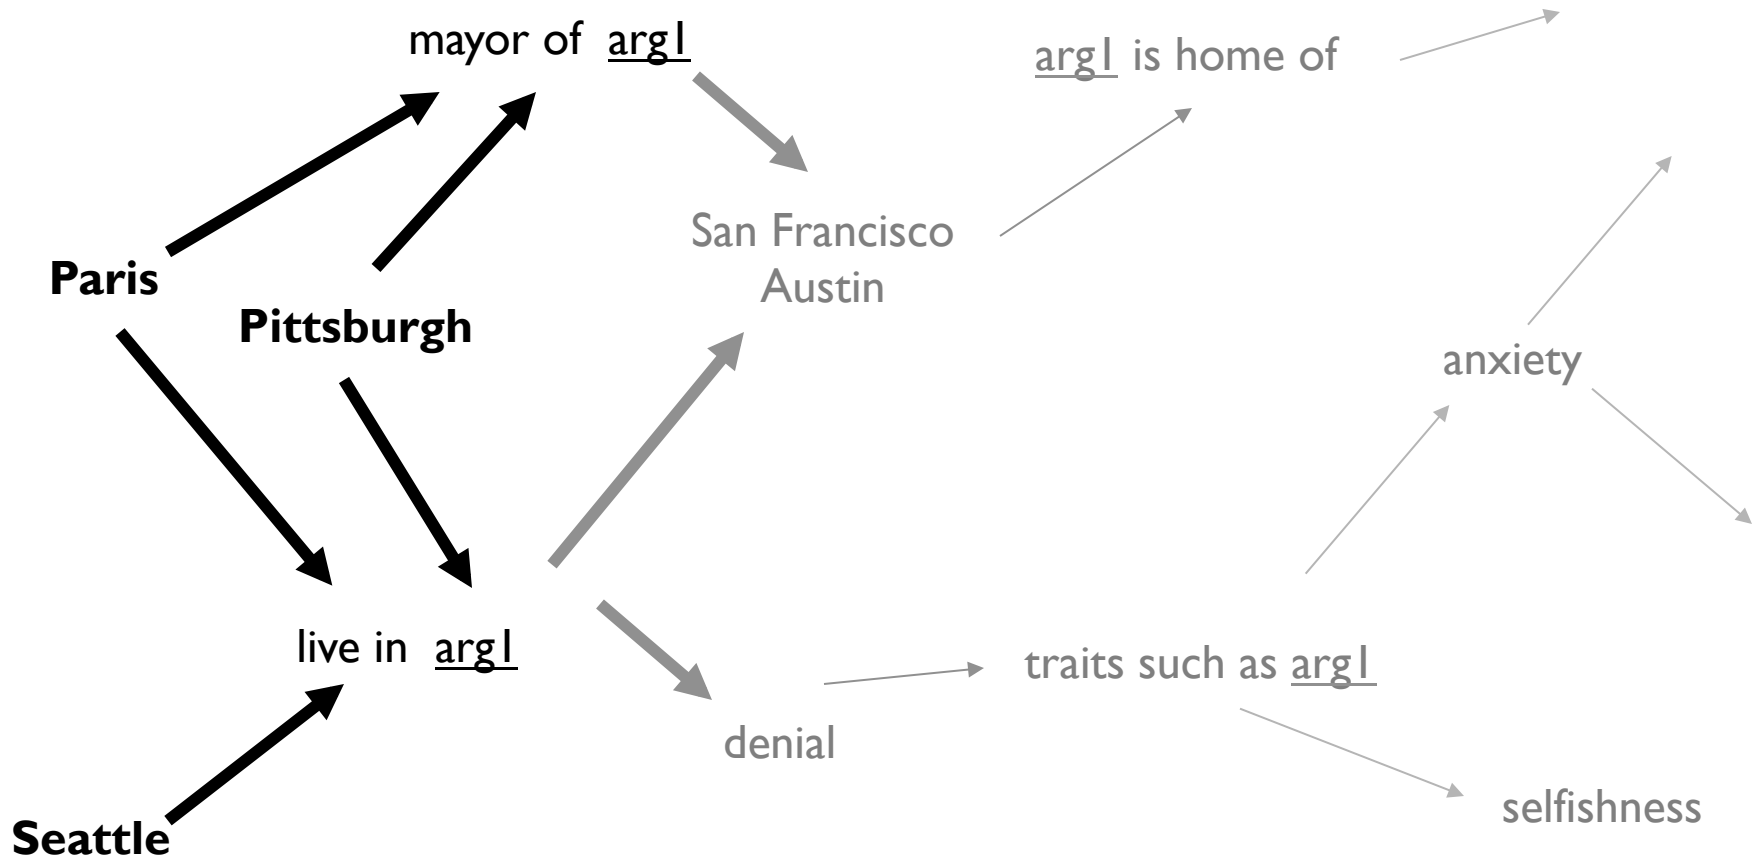 mayor of arg1
arg1 is home of
San Francisco
Austin
Paris
Pittsburgh
anxiety
live in arg1
traits such as arg1
denial
selfishness
Seattle